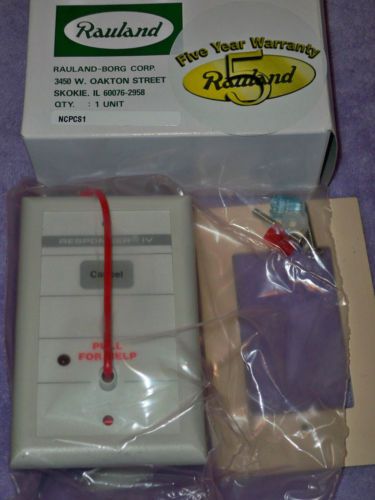 Rauland
RAULAND-BORG CORP.
3450 W. OAKTON STREET
SKOKIE, IL 60076-2958
QTY. : 1 UNIT
NCPCS1
Five Year Warranty
5
Rauland
RESPONDER® IV
Cancel
PULL
FOR HELP